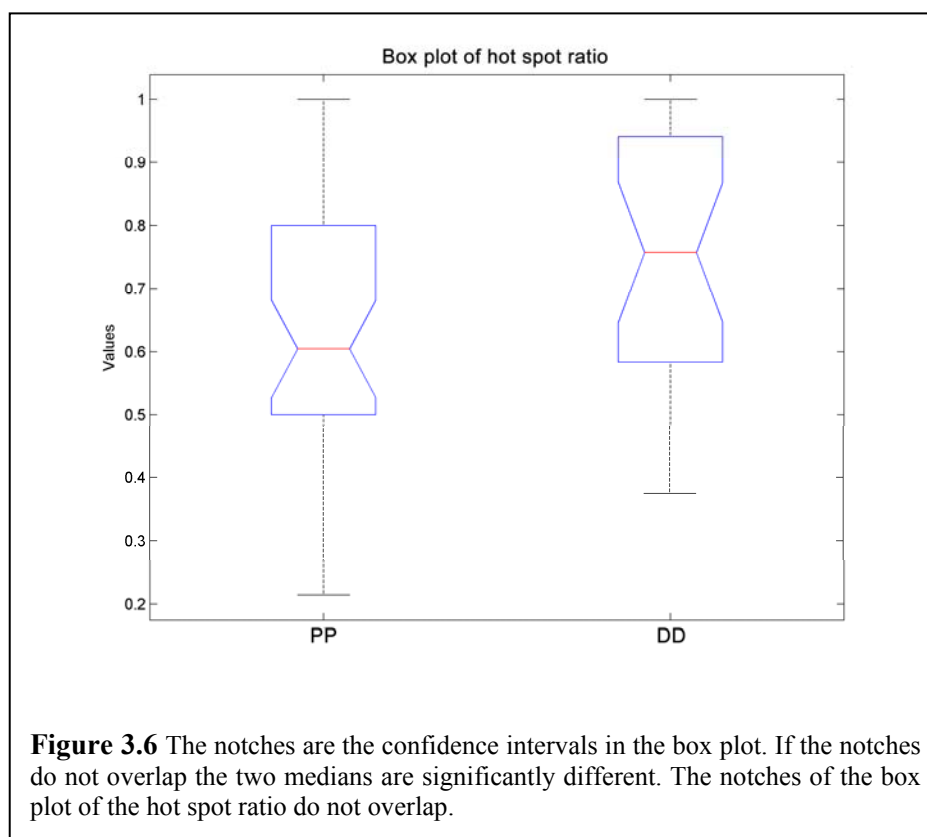 Box plot of hot spot ratio
1
0.9
0.8
0.7
0.6
0.5
0.4
0.3
0.2
Values
PP
DD
Figure 3.6 The notches are the confidence intervals in the box plot. If the notches
do not overlap the two medians are significantly different. The notches of the box
plot of the hot spot ratio do not overlap.